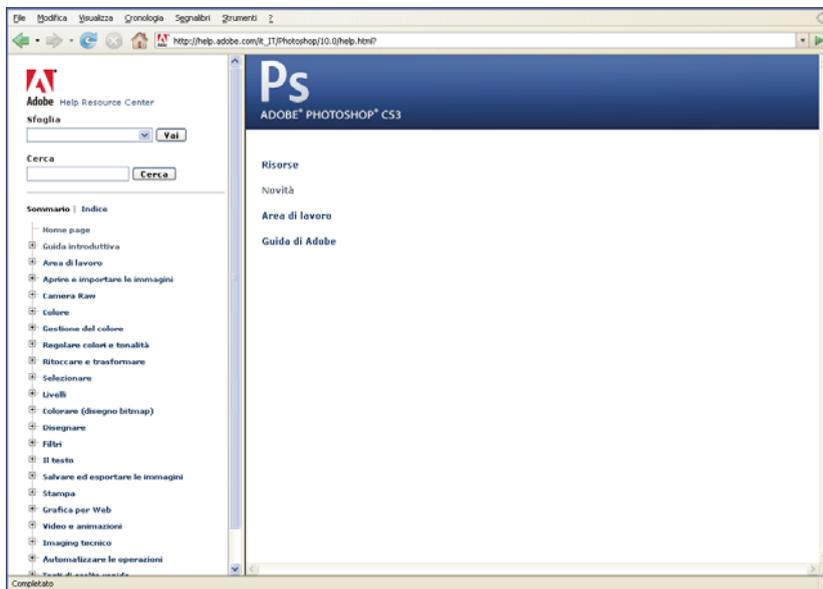 File Modifica Visualizza Cronologia Segnalibri Strumenti ?
http://help.adobe.com/it_IT/Photoshop/10.0/help.html?
Adobe Help Resource Center
Sfoglia
Vai
Cerca
Cerca
Sommario | Indice
Home page
Guida introduttiva
Area di lavoro
Aprire e importare le immagini
Camera Raw
Colore
Gestione del colore
Regolare colori e tonalità
Ritoccare e trasformare
Selezionare
Livelli
Colorare (disegno bitmap)
Disegnare
Filtri
Il testo
Salvare ed esportare le immagini
Stampa
Grafica per Web
Video e animazioni
Imaging tecnico
Automatizzare le operazioni
Ps
ADOBE® PHOTOSHOP® CS3
Risorse
Novità
Area di lavoro
Guida di Adobe
Completato